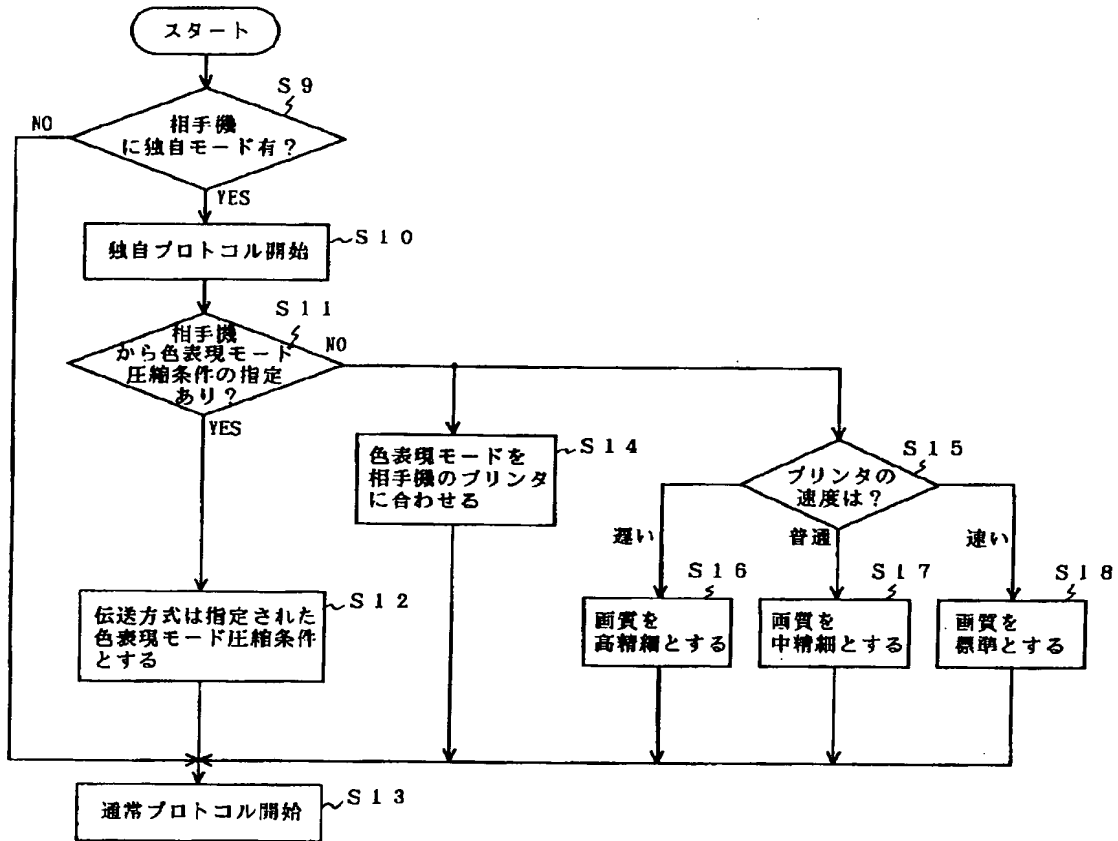 スタート
S9
相手機
に独自モード有?
NO
YES
独自プロトコル開始
S10
S11
相手機
から色表現モード
圧縮条件の指定
あり?
NO
YES
色表現モードを
相手機のプリンタ
に合わせる
S14
S15
プリンタの
速度は?
遅い
普通
速い
S16
画質を
高精細とする
S17
画質を
中精細とする
S18
画質を
標準とする
伝送方式は指定された
色表現モード圧縮条件
とする
S12
通常プロトコル開始
S13